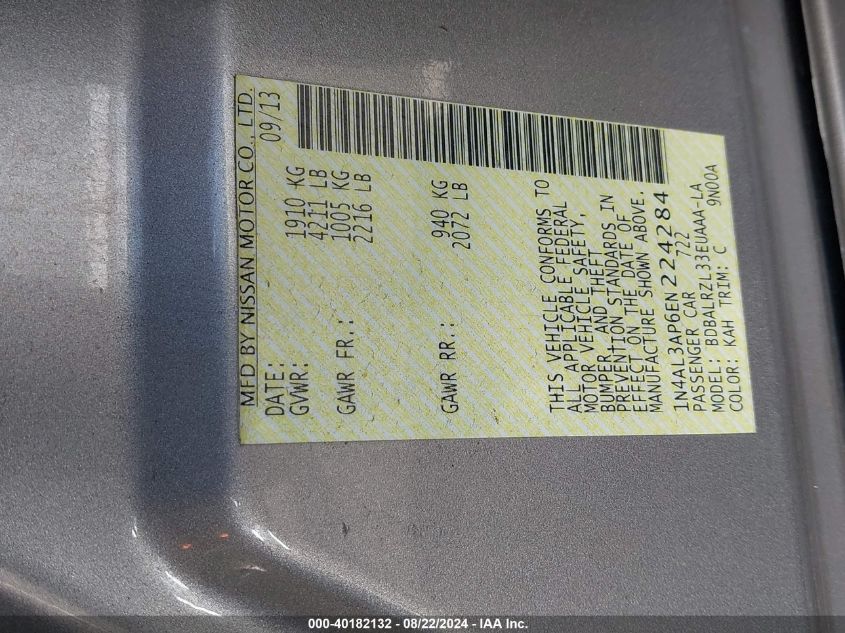 MFD BY NISSAN MOTOR CO., LTD.
DATE: 09/13
GVWR: 1910 KG
4211 LB
GAWR FR.: 1005 KG
2216 LB
GAWR RR.: 940 KG
2072 LB
THIS VEHICLE CONFORMS TO
ALL APPLICABLE FEDERAL
MOTOR VEHICLE SAFETY,
BUMPER, AND THEFT
PREVENTION STANDARDS IN
EFFECT ON THE DATE OF
MANUFACTURE SHOWN ABOVE.
1N4AL3AP6EN224284
PASSENGER CAR 722
MODEL: BDBALRZL33EUAAA-LA
COLOR: KAH TRIM: C 9N00A
000-40182132 - 08/22/2024 - IAA Inc.